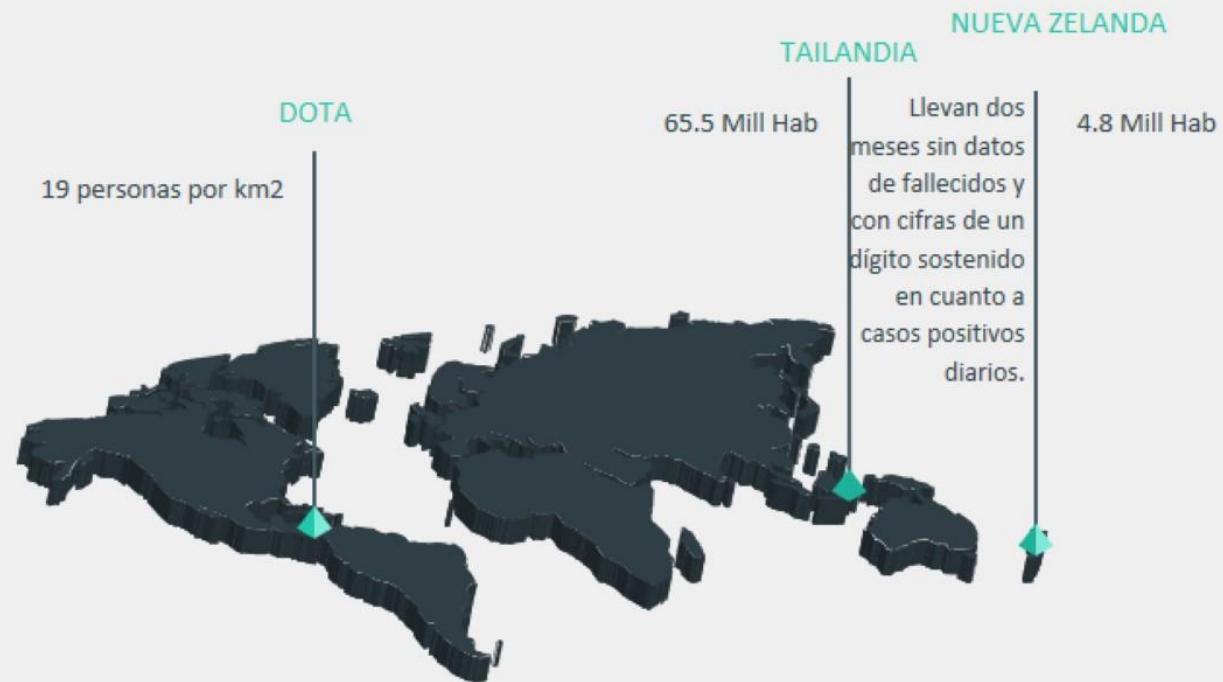 NUEVA ZELANDA
TAILANDIA
DOTA
65.5 Mill Hab
Llevan dos
meses sin datos
de fallecidos y
con cifras de un
dígito sostenido
en cuanto a
casos positivos
diarios.
4.8 Mill Hab
19 personas por km2